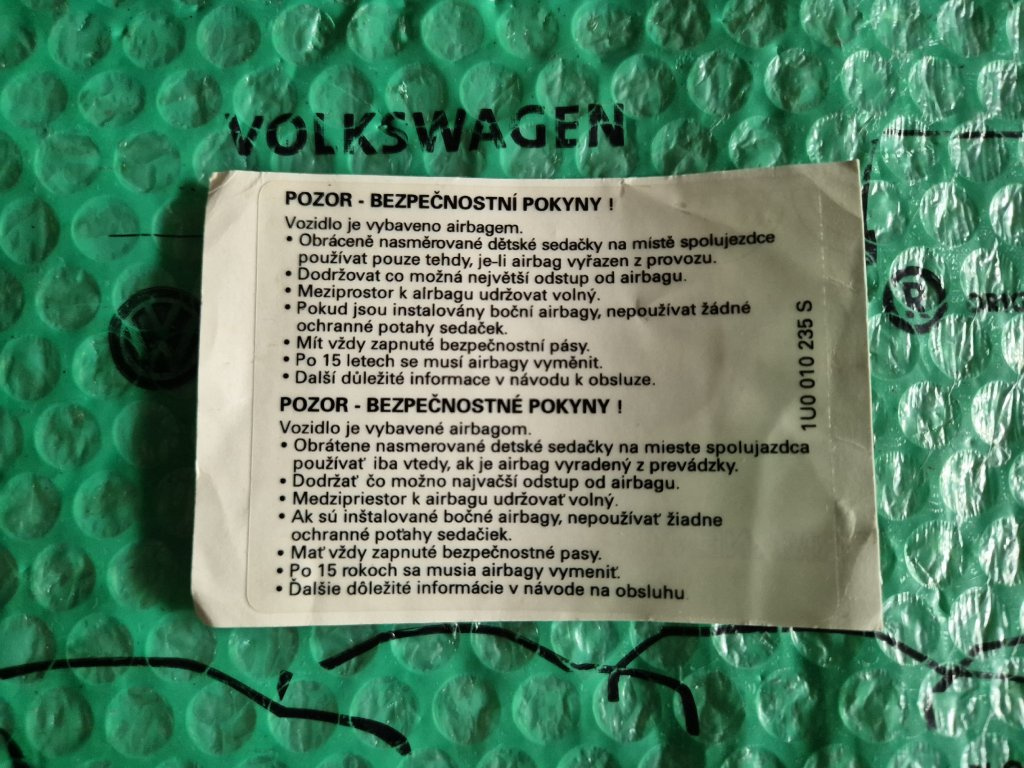 VOLKSWAGEN
POZOR - BEZPEČNOSTNÍ POKYNY !
Vozidlo je vybaveno airbagem.
• Obráceně nasměrované dětské sedačky na místě spolujezdce
používat pouze tehdy, je-li airbag vyřazen z provozu.
• Dodržovat co možná největší odstup od airbagu.
• Meziprostor k aIrbagu udržovat volný.
• Pokud jsou instalovány boční airbagy, nepoužívat žádné
ochranné potahy sedaček.
• Mít vždy zapnuté bezpečnostní pásy.
• Po 15 letech se musí airbagy vyměnit.
• Další důležité informace v návodu k obsluze.
POZOR - BEZPEČNOSTNÉ POKYNY !
Vozidlo je vybavené airbagom.
• Obrátene nasmerované detské sedačky na mieste spolujazdca
používať iba vtedy, ak je airbag vyradený z prevádzky.
• Dodržať čo možno najvačší odstup od airbagu.
• Medzipriestor k airbagu udržovať volný.
• Ak sú inštalované bočné airbagy, nepoužívať žiadne
ochranné poťahy sedačiek.
• Mať vždy zapnuté bezpečnostné pasy.
• Po 15 rokoch sa musia airbagy vymeniť.
• Ďalšie dôležité informácie v návode na obsluhu
1U0 010 235 S
®
ORIG